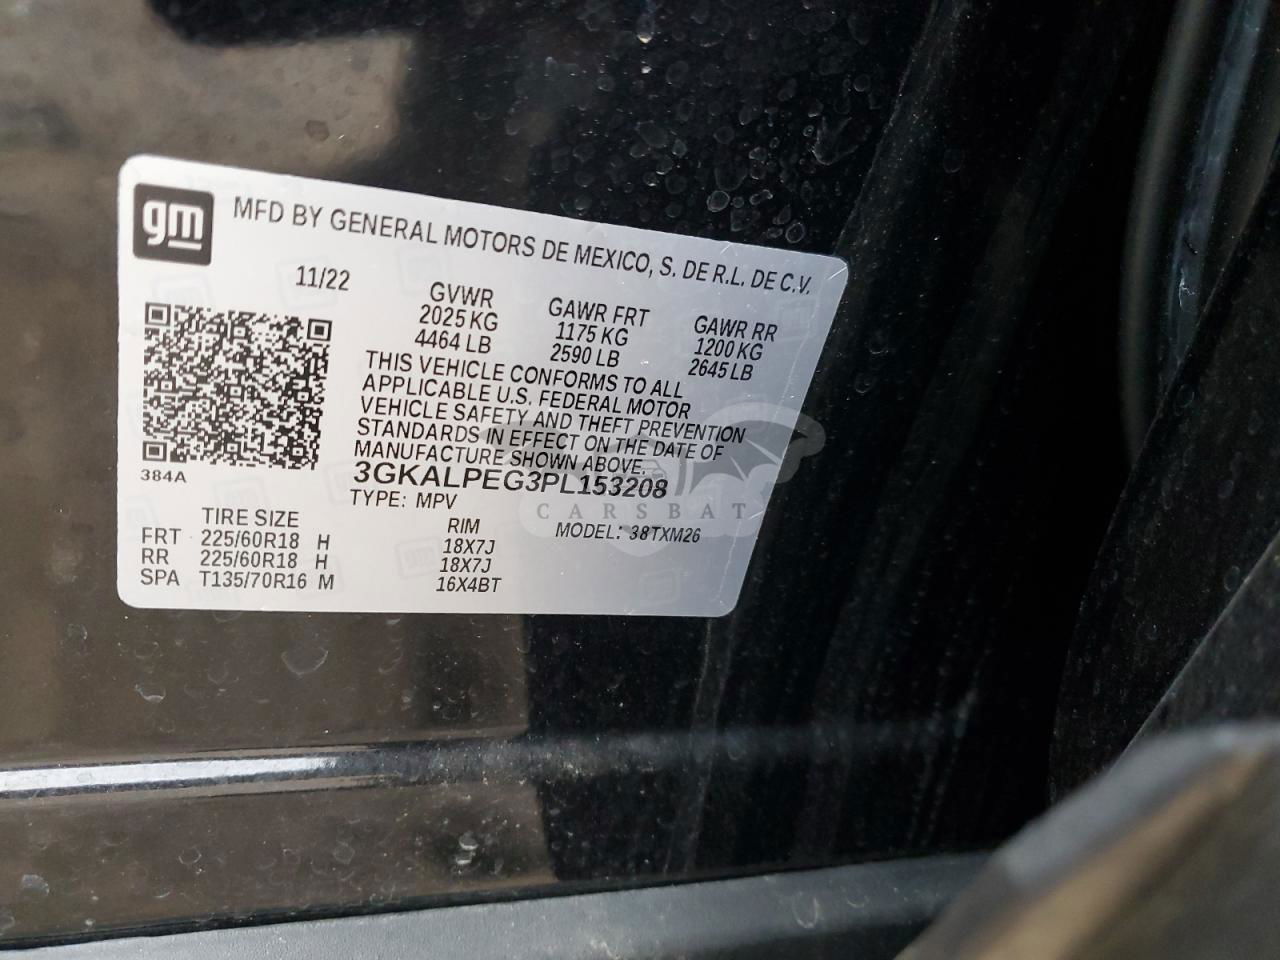 gm
MFD BY GENERAL MOTORS DE MEXICO, S. DE R.L. DE C.V.
11/22
GVWR GAWR FRT GAWR RR
2025 KG 1175 KG 1200 KG
4464 LB 2590 LB 2645 LB
THIS VEHICLE CONFORMS TO ALL
APPLICABLE U.S. FEDERAL MOTOR
VEHICLE SAFETY AND THEFT PREVENTION
STANDARDS IN EFFECT ON THE DATE OF
MANUFACTURE SHOWN ABOVE.
384A
3GKALPEG3PL153208
TYPE: MPV
CARSBAT
MODEL: 38TXM26
TIRE SIZE RIM
FRT 225/60R18 H 18X7J
RR 225/60R18 H 18X7J
SPA T135/70R16 M 16X4BT